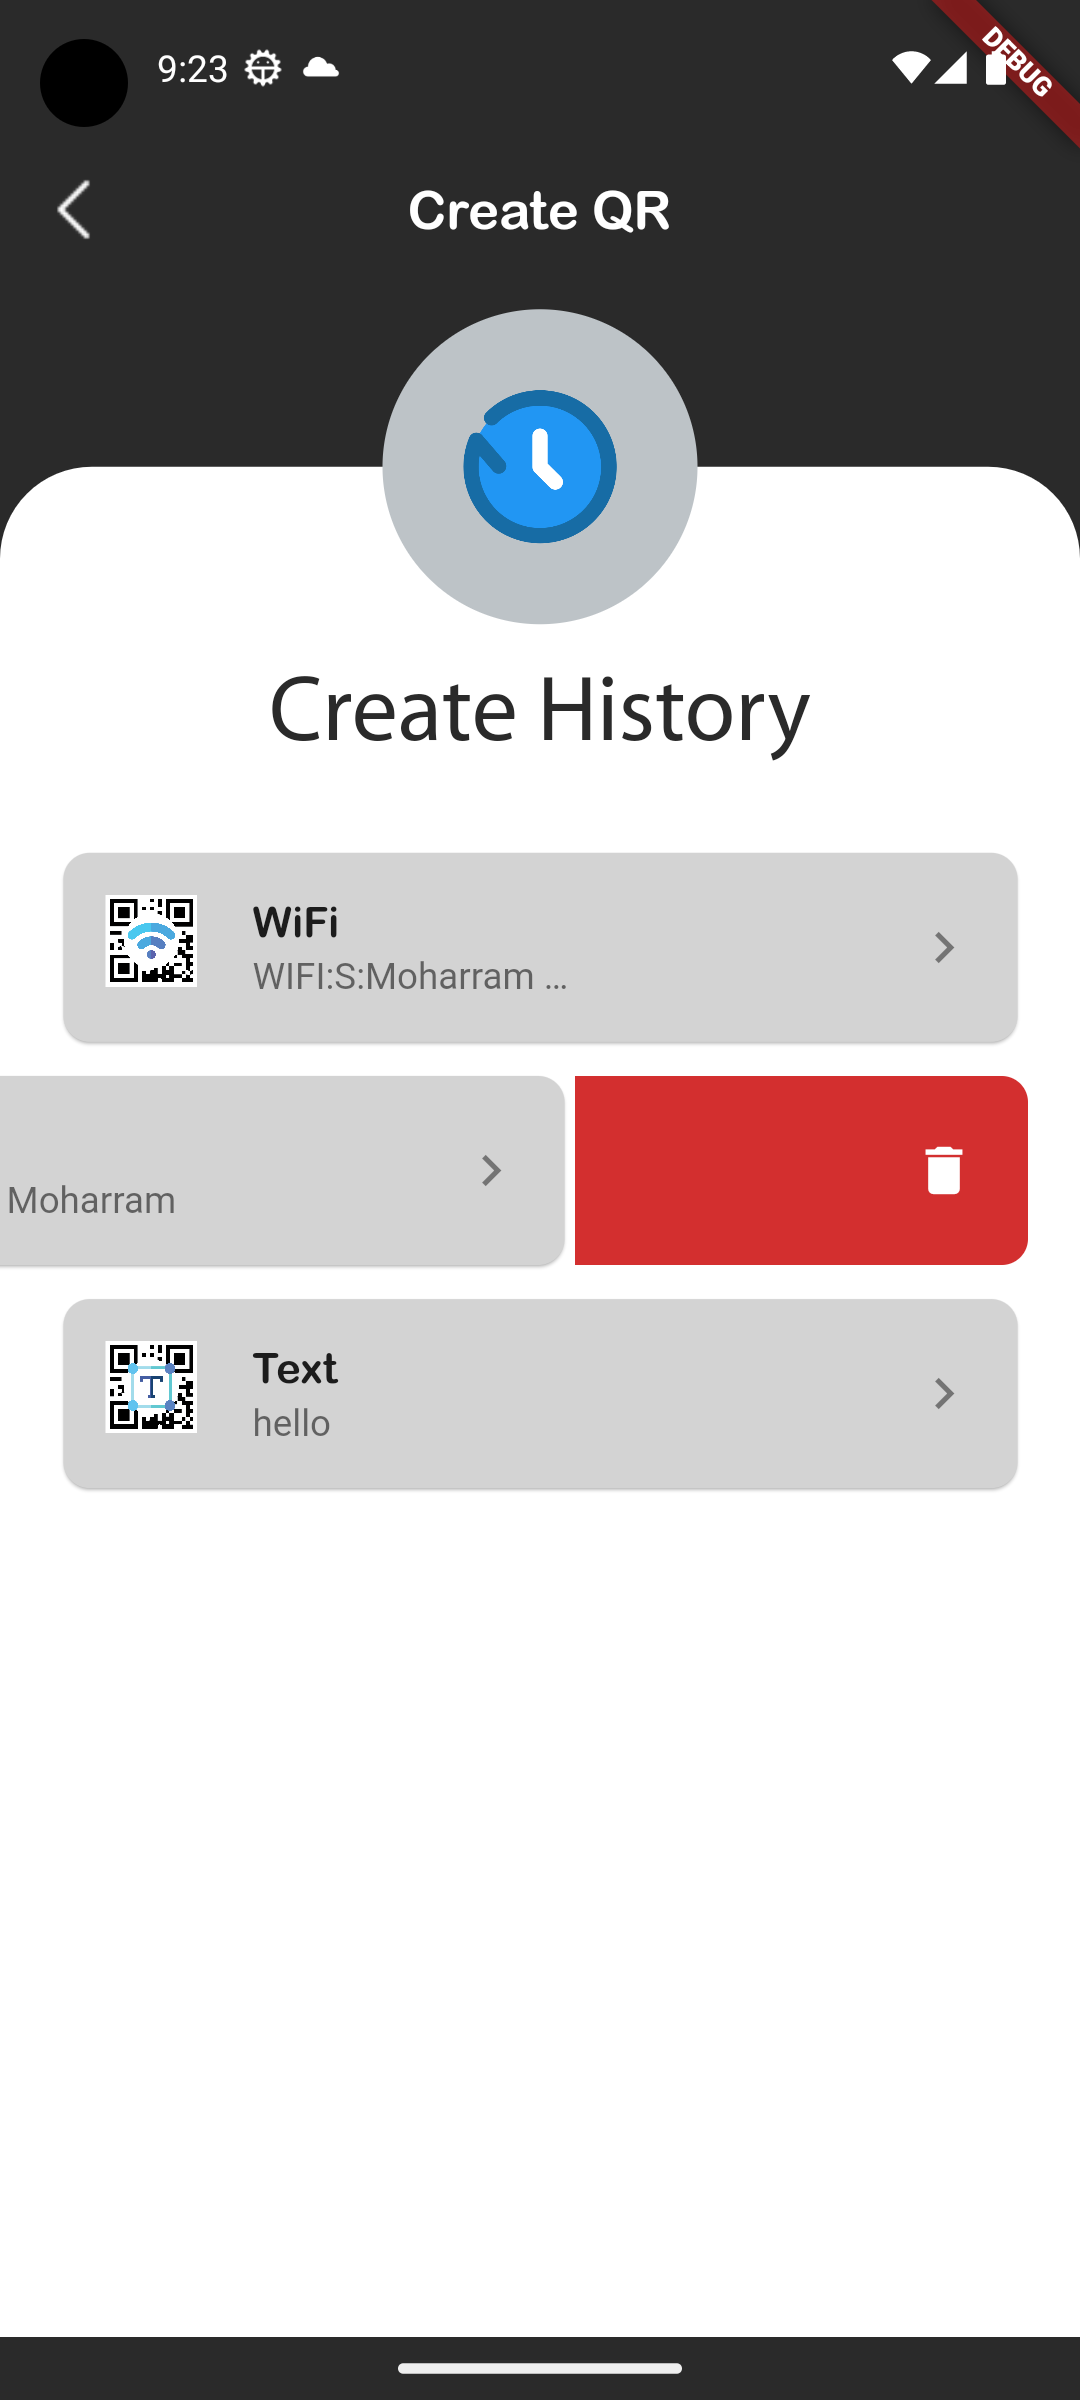 9:23
DEBUG
Create QR
Create History
WiFi
WIFI:S:Moharram ...
Moharram
Text
T
hello